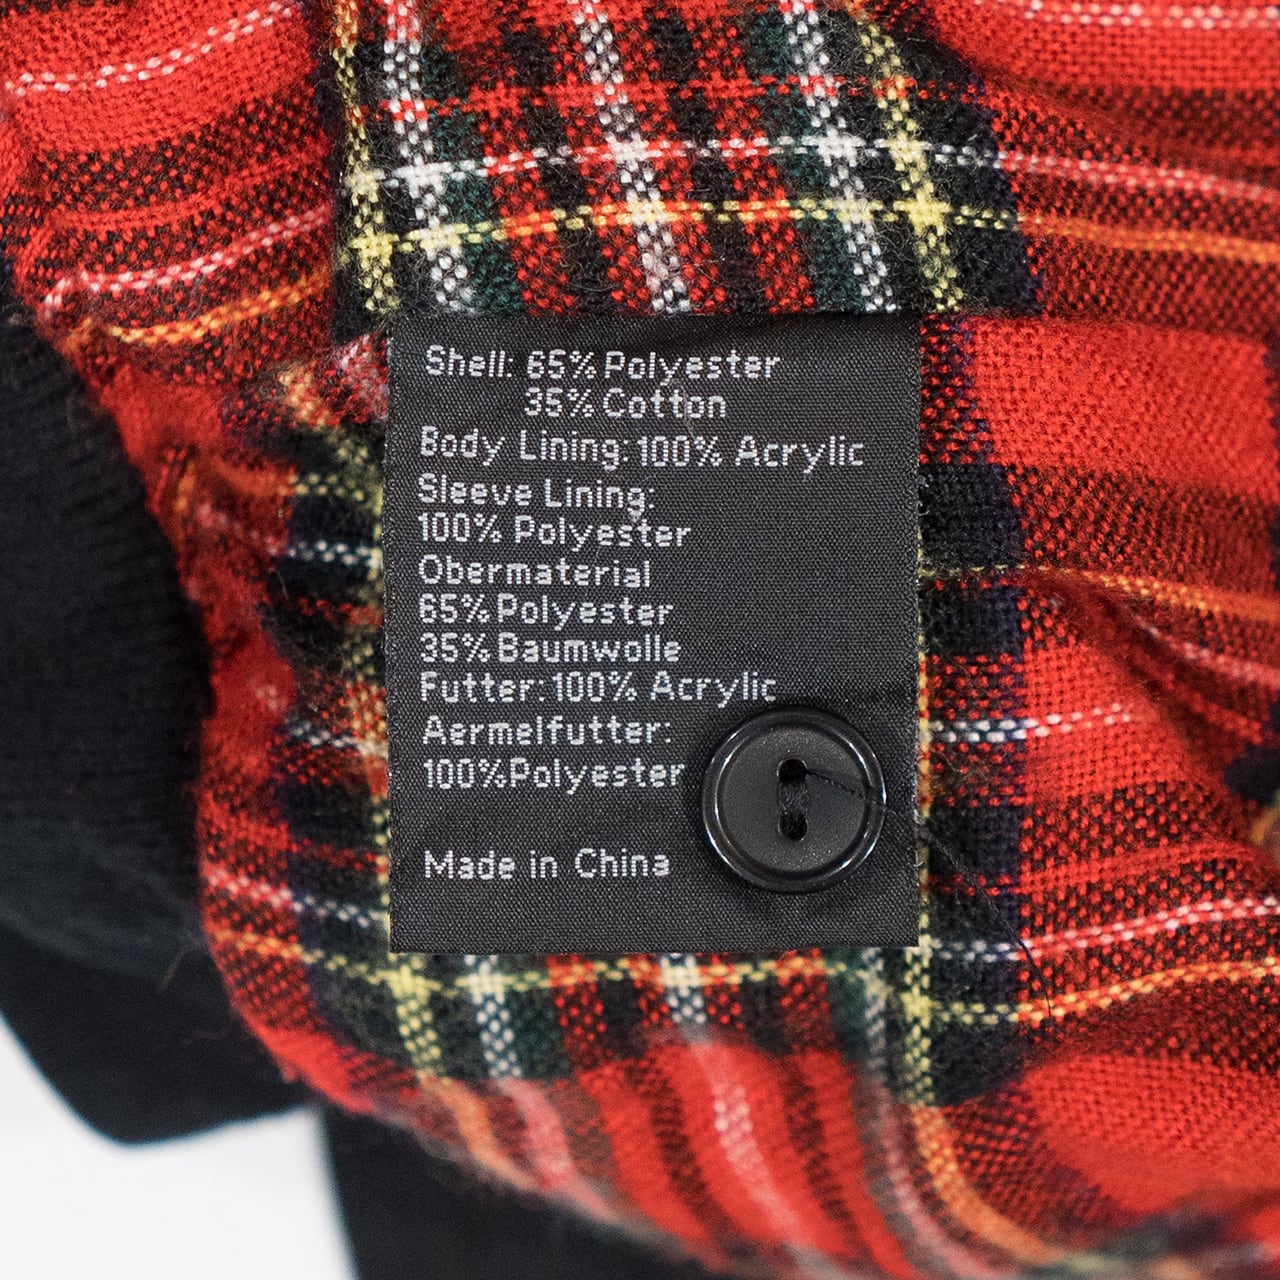 Shell: 65% Polyester
35% Cotton
Body Lining: 100% Acrylic
Sleeve Lining:
100% Polyester
Obermaterial
65% Polyester
35% Baumwolle
Futter: 100% Acrylic
Aermelfutter:
100% Polyester
Made in China